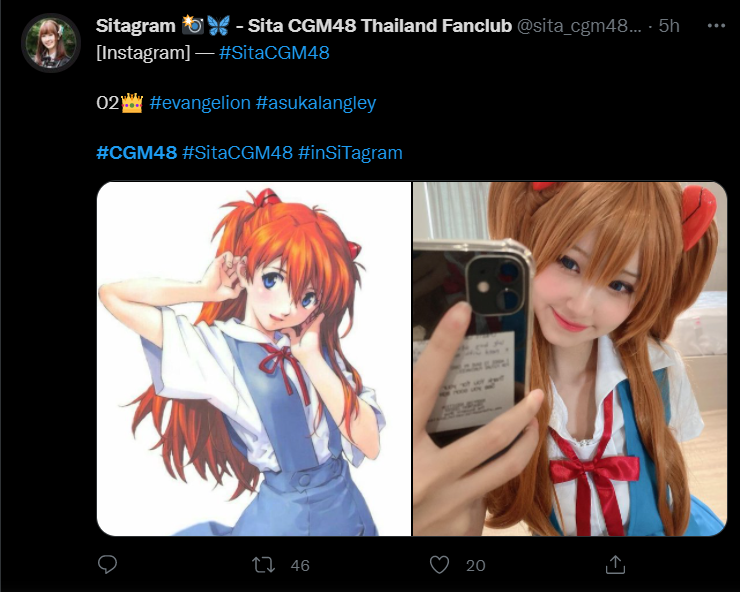 Sitagram 📸🦋 - Sita CGM48 Thailand Fanclub @sita_cgm48... · 5h
[Instagram] — #SitaCGM48
02👑 #evangelion #asukalangley
#CGM48 #SitaCGM48 #inSiTagram
46
20